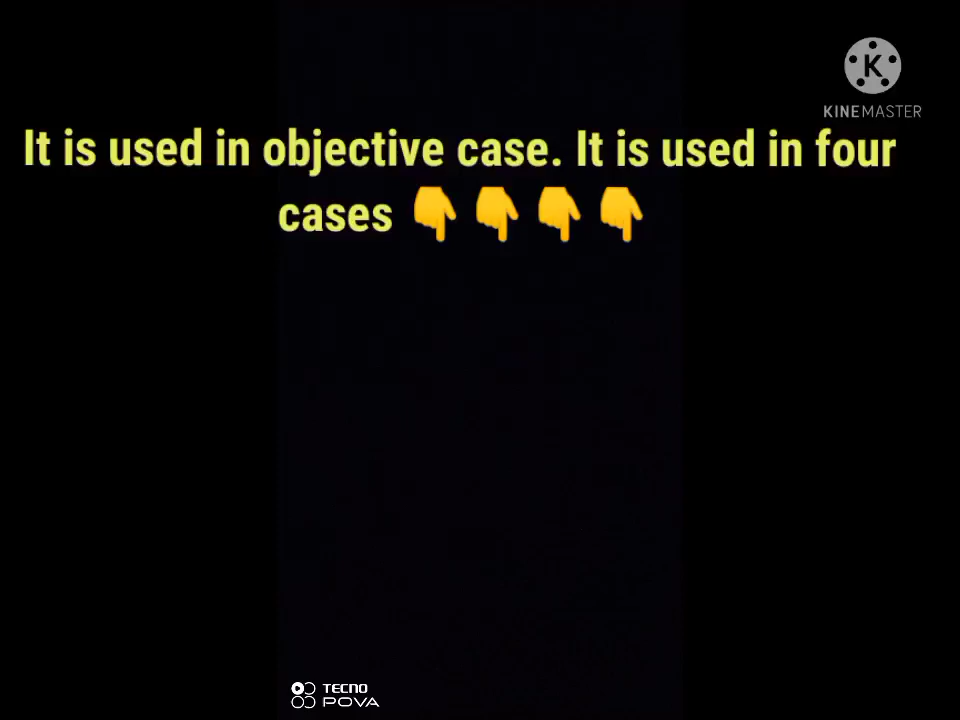 KINEMASTER
It is used in objective case. It is used in four
cases 👇 👇 👇 👇
TECNO
POVA